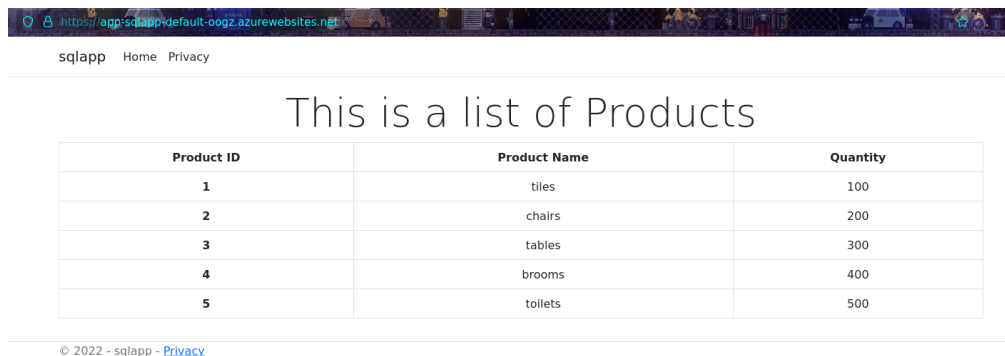 https://app-sqlapp-default-oogz.azurewebsites.net
sqlapp Home Privacy
This is a list of Products
Product ID Product Name Quantity
1 tiles 100
2 chairs 200
3 tables 300
4 brooms 400
5 toilets 500
© 2022 - sqlapp - Privacy